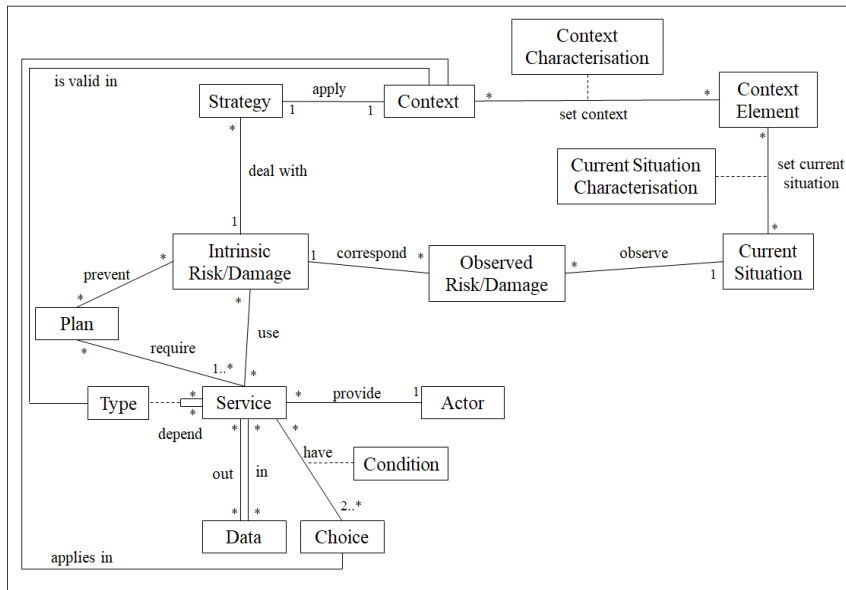 Context
Characterisation
is valid in
Strategy
apply
Context
Context
Element
1
1
*
*
set context
*
*
deal with
Current Situation
Characterisation
set current
situation
1
*
*
Intrinsic
Risk/Damage
1
correspond
*
Observed
Risk/Damage
*
observe
1
Current
Situation
prevent
*
*
*
Plan
use
*
require
1..*
*
Type
*
*
Service
*
provide
1
Actor
depend
*
*
*
have
Condition
out
in
*
*
2..*
Data
Choice
applies in